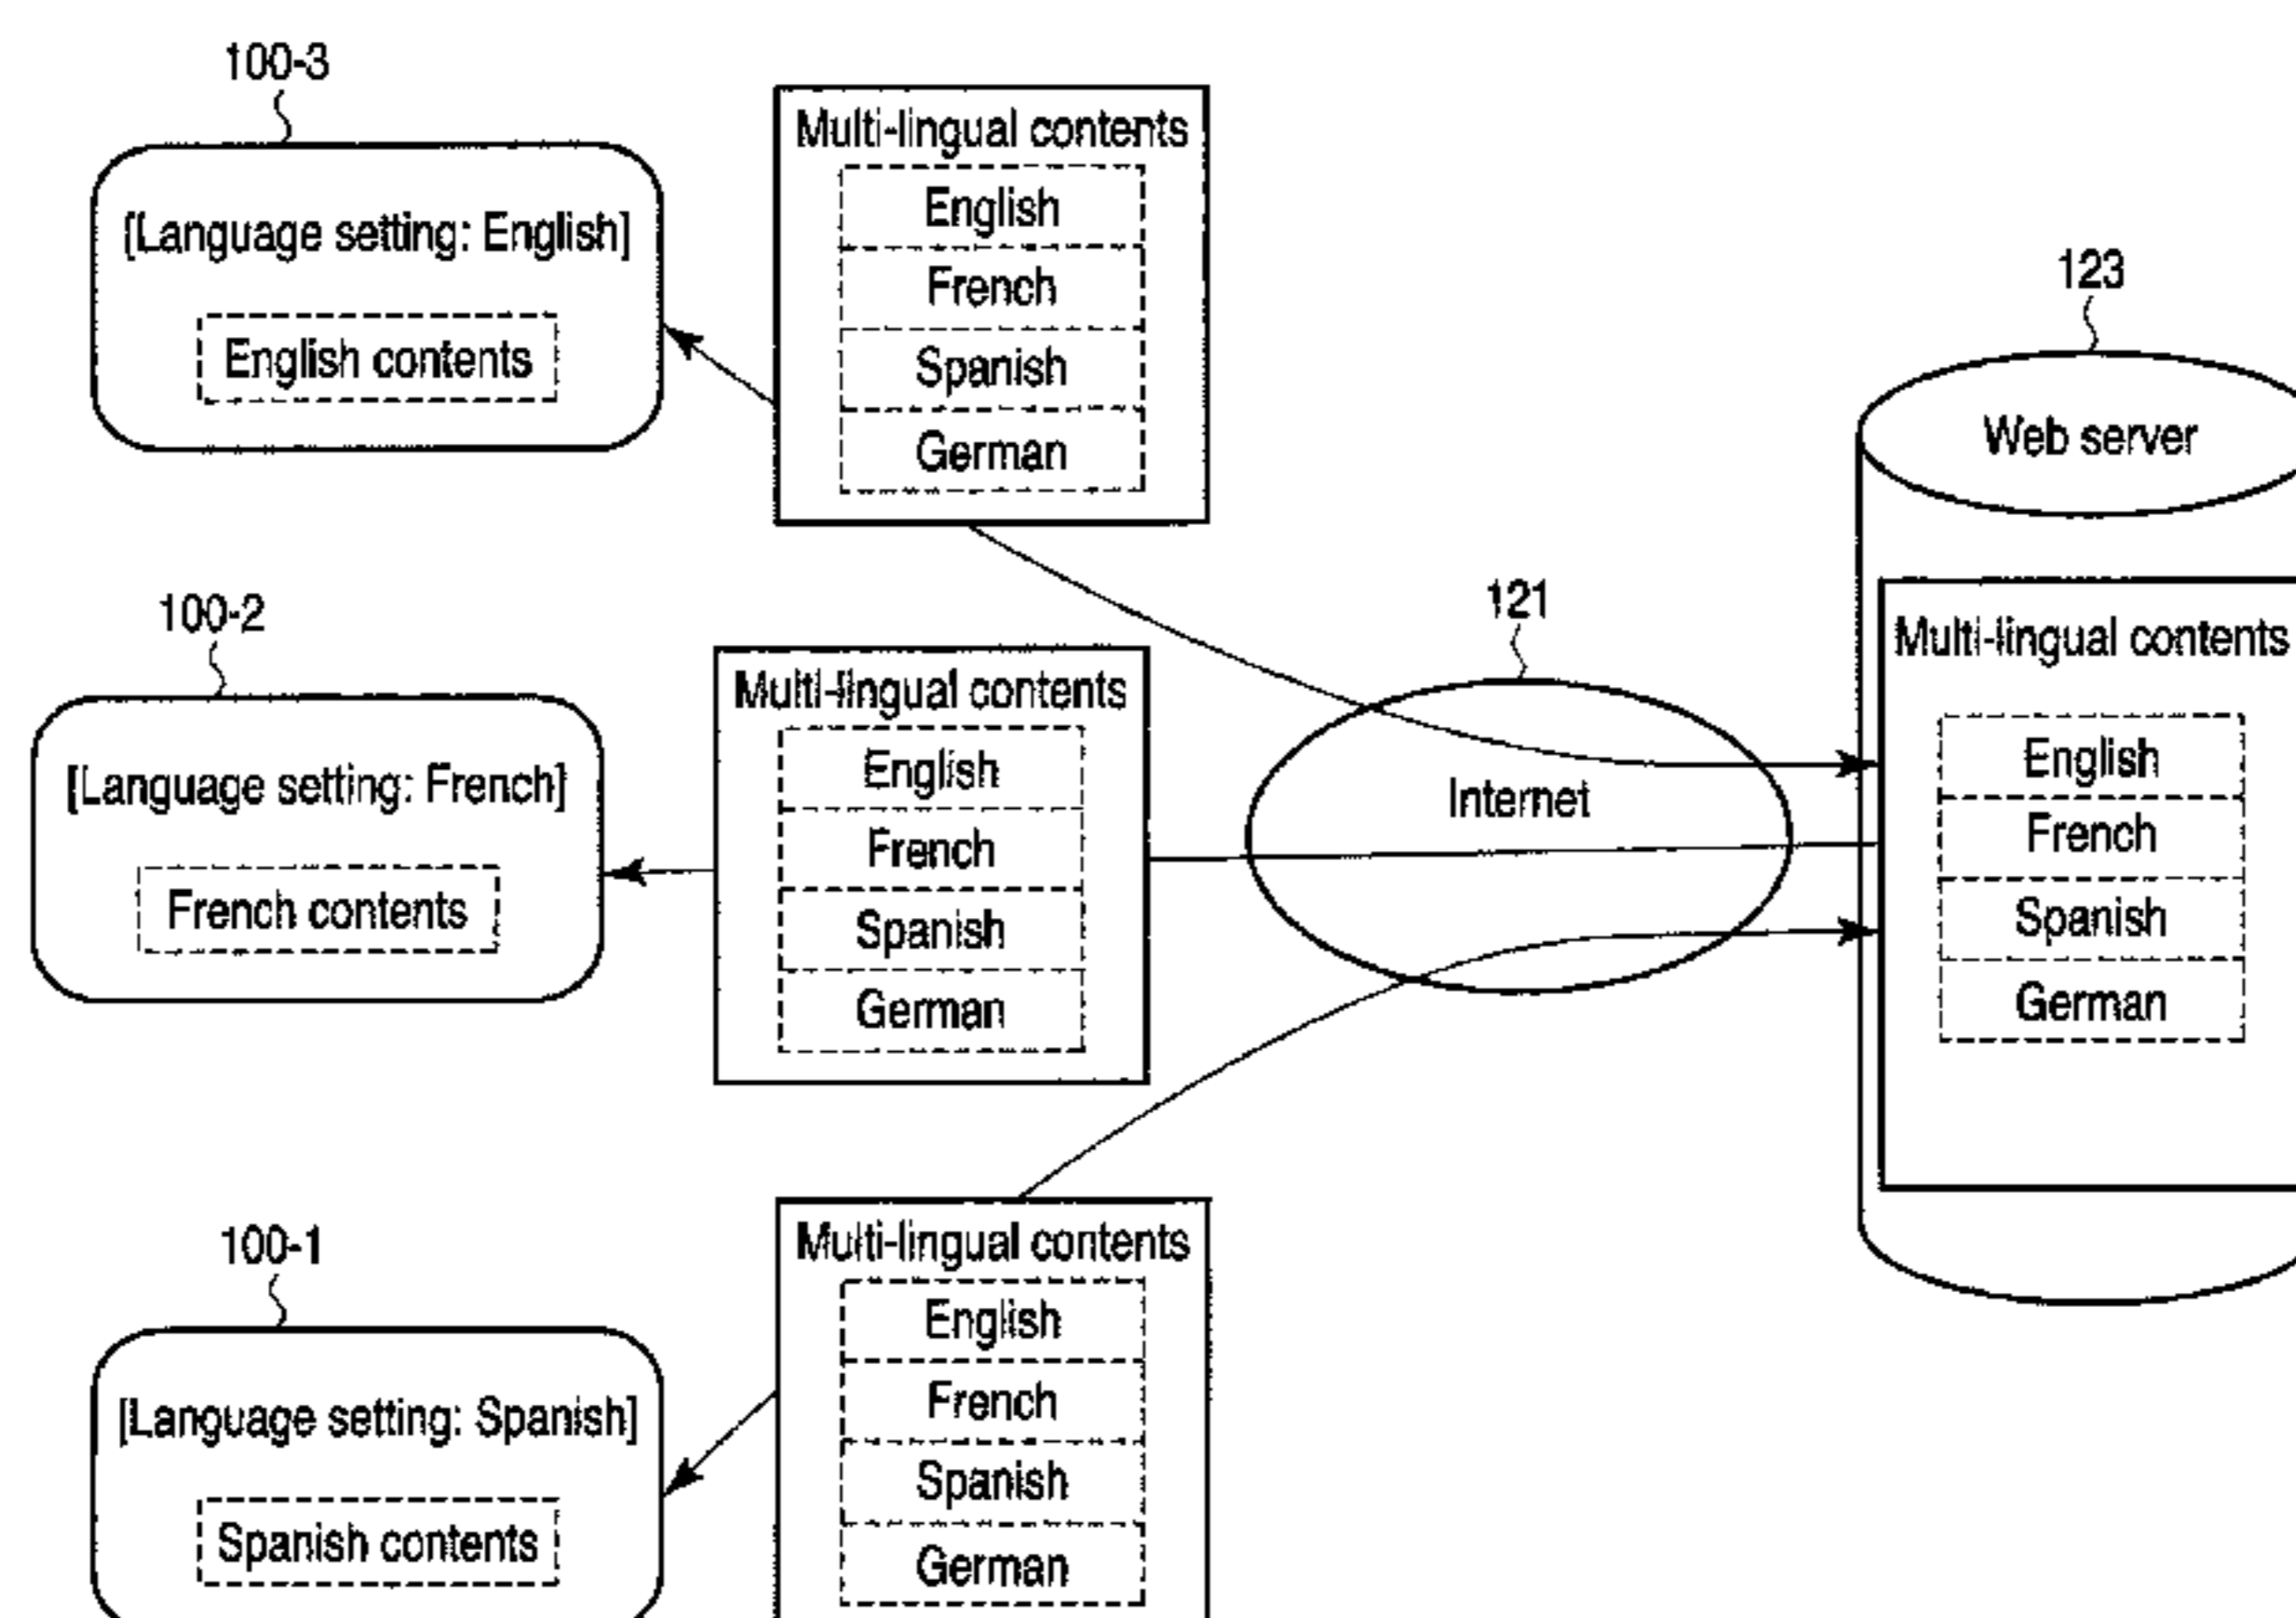 100-3
[Language setting: English]
English contents
Multi-lingual contents
English
French
Spanish
German
100-2
[Language setting: French]
French contents
Multi-lingual contents
English
French
Spanish
German
100-1
[Language setting: Spanish]
Spanish contents
Multi-lingual contents
English
French
Spanish
German
121
Internet
123
Web server
Multi-lingual contents
English
French
Spanish
German